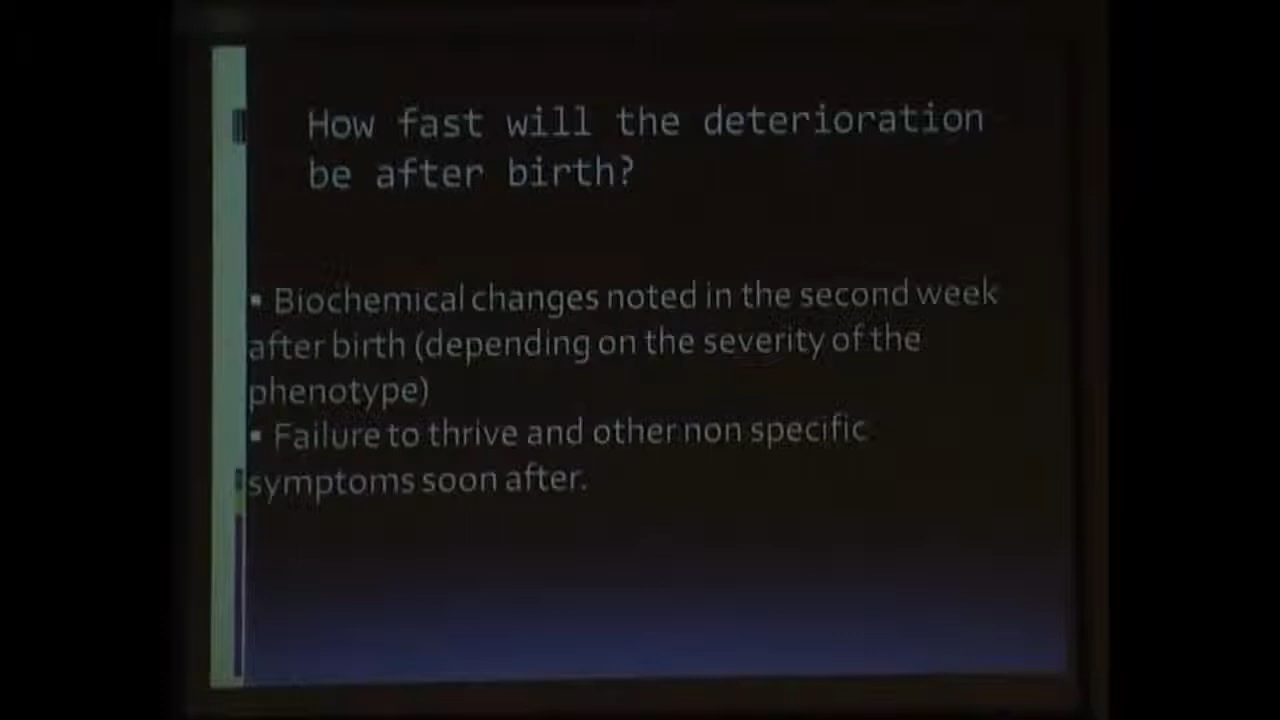 How fast will the deterioration
be after birth?
▪ Biochemical changes noted in the second week
after birth (depending on the severity of the
phenotype)
▪ Failure to thrive and other non specific
symptoms soon after.